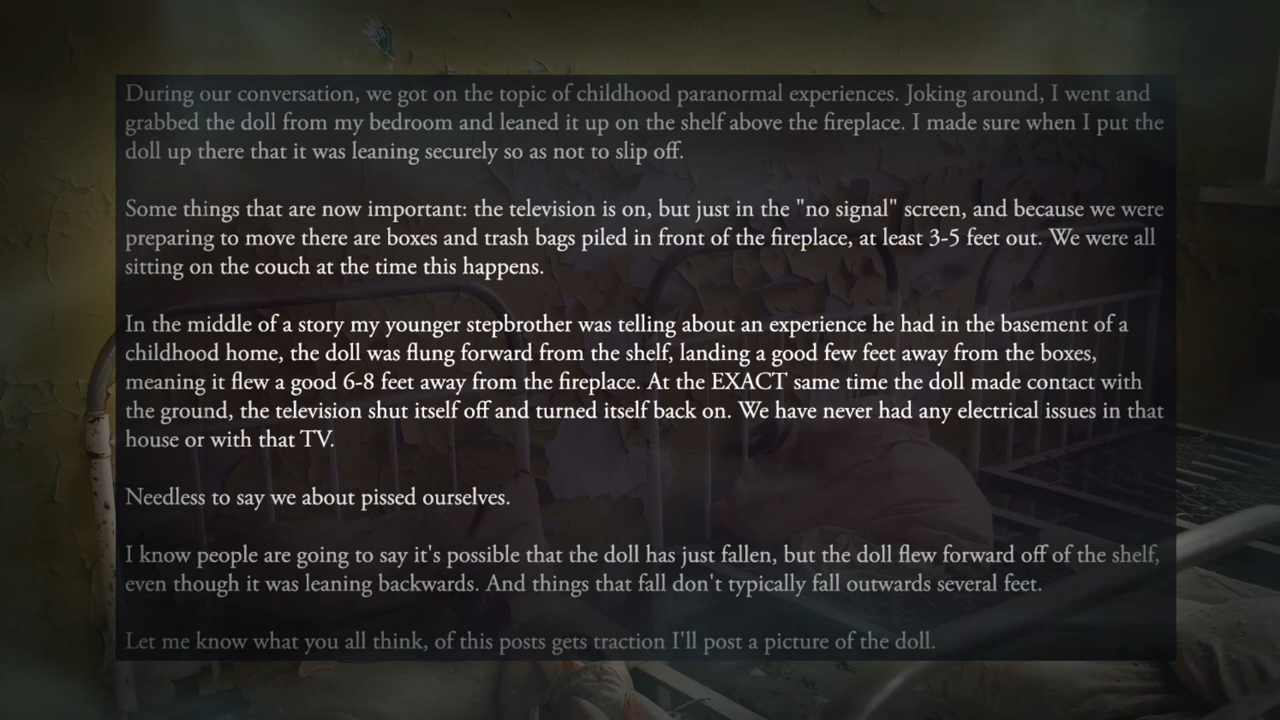 During our conversation, we got on the topic of childhood paranormal experiences. Joking around, I went and
grabbed the doll from my bedroom and leaned it up on the shelf above the fireplace. I made sure when I put the
doll up there that it was leaning securely so as not to slip off.
Some things that are now important: the television is on, but just in the "no signal" screen, and because we were
preparing to move there are boxes and trash bags piled in front of the fireplace, at least 3-5 feet out. We were all
sitting on the couch at the time this happens.
In the middle of a story my younger stepbrother was telling about an experience he had in the basement of a
childhood home, the doll was flung forward from the shelf, landing a good few feet away from the boxes,
meaning it flew a good 6-8 feet away from the fireplace. At the EXACT same time the doll made contact with
the ground, the television shut itself off and turned itself back on. We have never had any electrical issues in that
house or with that TV.
Needless to say we about pissed ourselves.
I know people are going to say it's possible that the doll has just fallen, but the doll flew forward off of the shelf,
even though it was leaning backwards. And things that fall don't typically fall outwards several feet.
Let me know what you all think, of this posts gets traction I'll post a picture of the doll.